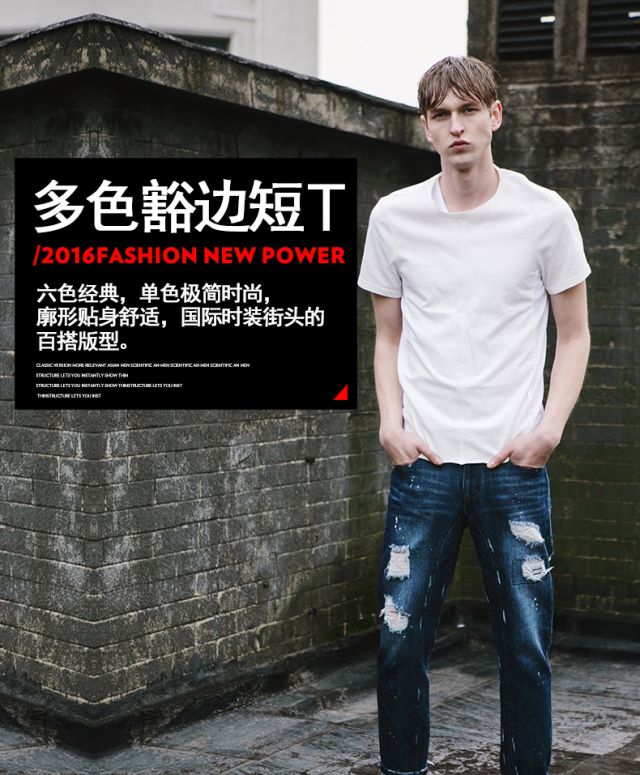 多色豁边短T
/2016FASHION NEW POWER
六色经典，单色极简时尚，
廓形贴身舒适，国际时装街头的
百搭版型。
CLASSIC VERSION MORE RELEVANT ASIAN MEN SCIENTIFIC AN MEN SCIENTIFIC AN MEN SCIENTIFIC AN MEN
STRUCTURE LETS YOU INSTANTLY SHOW THIN
STRUCTURE LETS YOU INSTANTLY SHOW THINSTRUCTURE LETS YOU INST
THINSTRUCTURE LETS YOU INST